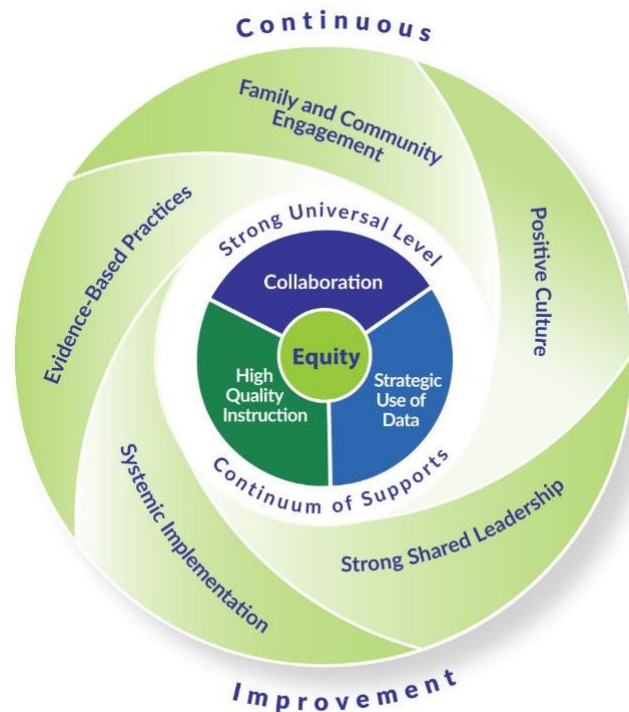 Continuous
Family and Community
Engagement
Positive Culture
Evidence-Based Practices
Strong Universal Level
Collaboration
Equity
High
Quality
Instruction
Strategic
Use of
Data
Continuum of Supports
Systemic Implementation
Strong Shared Leadership
Improvement